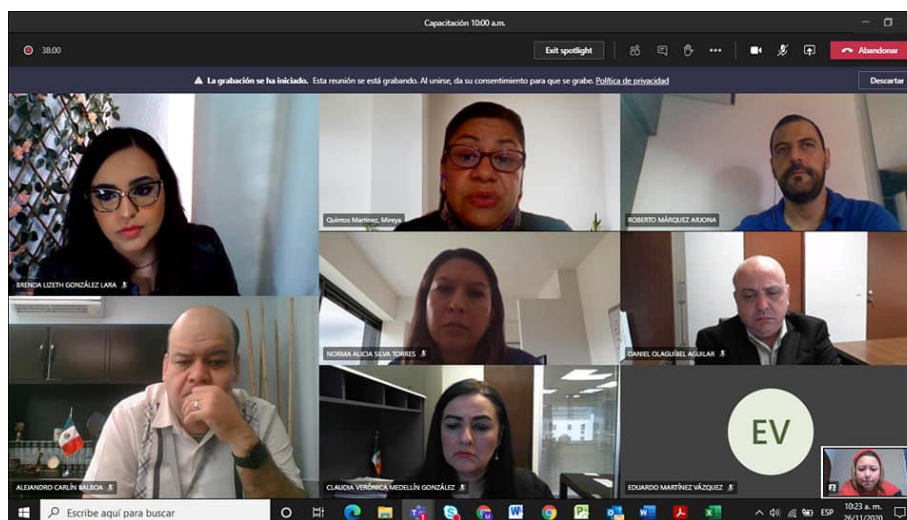 Capacitación 10:00 a.m.
38:00
Exit spotlight
Abandonar
La grabación se ha iniciado. Esta reunión se está grabando. Al unirse, da su consentimiento para que se grabe. Política de privacidad
Descartar
BRENDA LIZETH GONZÁLEZ LARA
Quintos Martinez, Mireya
ROBERTO MÁRQUEZ ARJONA
NORMA ALICIA SILVA TORRES
DANIEL OLAGUÍBEL AGUILAR
ALEJANDRO CARLÍN BALBOA
CLAUDIA VERÓNICA MEDELLÍN GONZÁLEZ
EV
EDUARDO MARTÍNEZ VÁZQUEZ
Escribe aquí para buscar
ESP
10:23 a. m.
26/11/2020